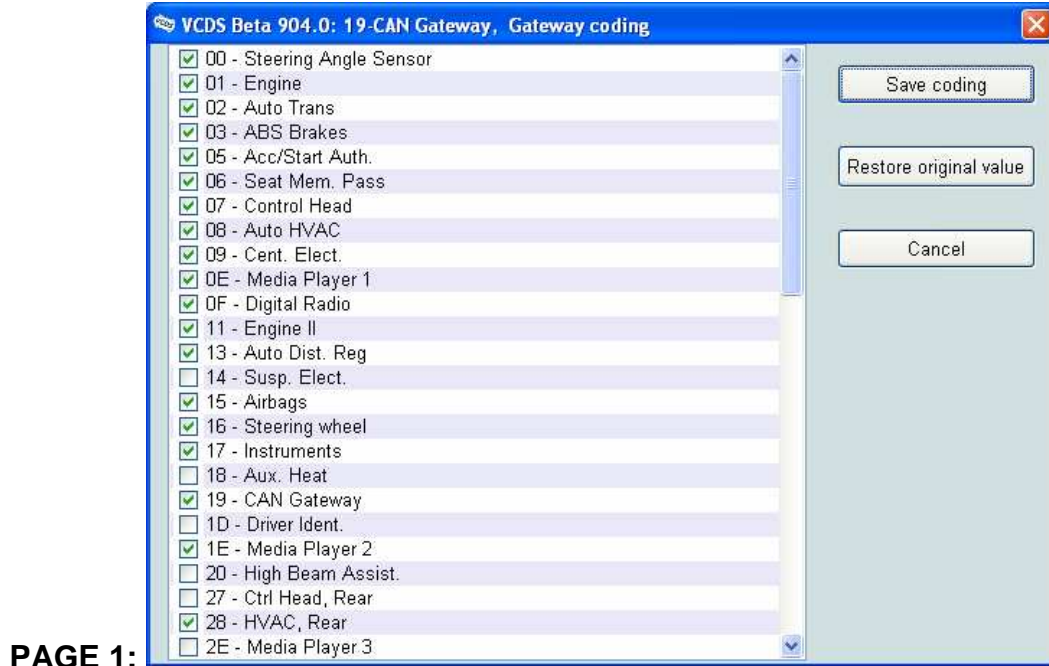 VCDS Beta 904.0: 19-CAN Gateway, Gateway coding
00 - Steering Angle Sensor
01 - Engine
02 - Auto Trans
03 - ABS Brakes
05 - Acc/Start Auth.
06 - Seat Mem. Pass
07 - Control Head
08 - Auto HVAC
09 - Cent. Elect.
0E - Media Player 1
0F - Digital Radio
11 - Engine II
13 - Auto Dist. Reg
14 - Susp. Elect.
15 - Airbags
16 - Steering wheel
17 - Instruments
18 - Aux. Heat
19 - CAN Gateway
1D - Driver Ident.
1E - Media Player 2
20 - High Beam Assist.
27 - Ctrl Head, Rear
28 - HVAC, Rear
2E - Media Player 3
Save coding
Restore original value
Cancel
PAGE 1: